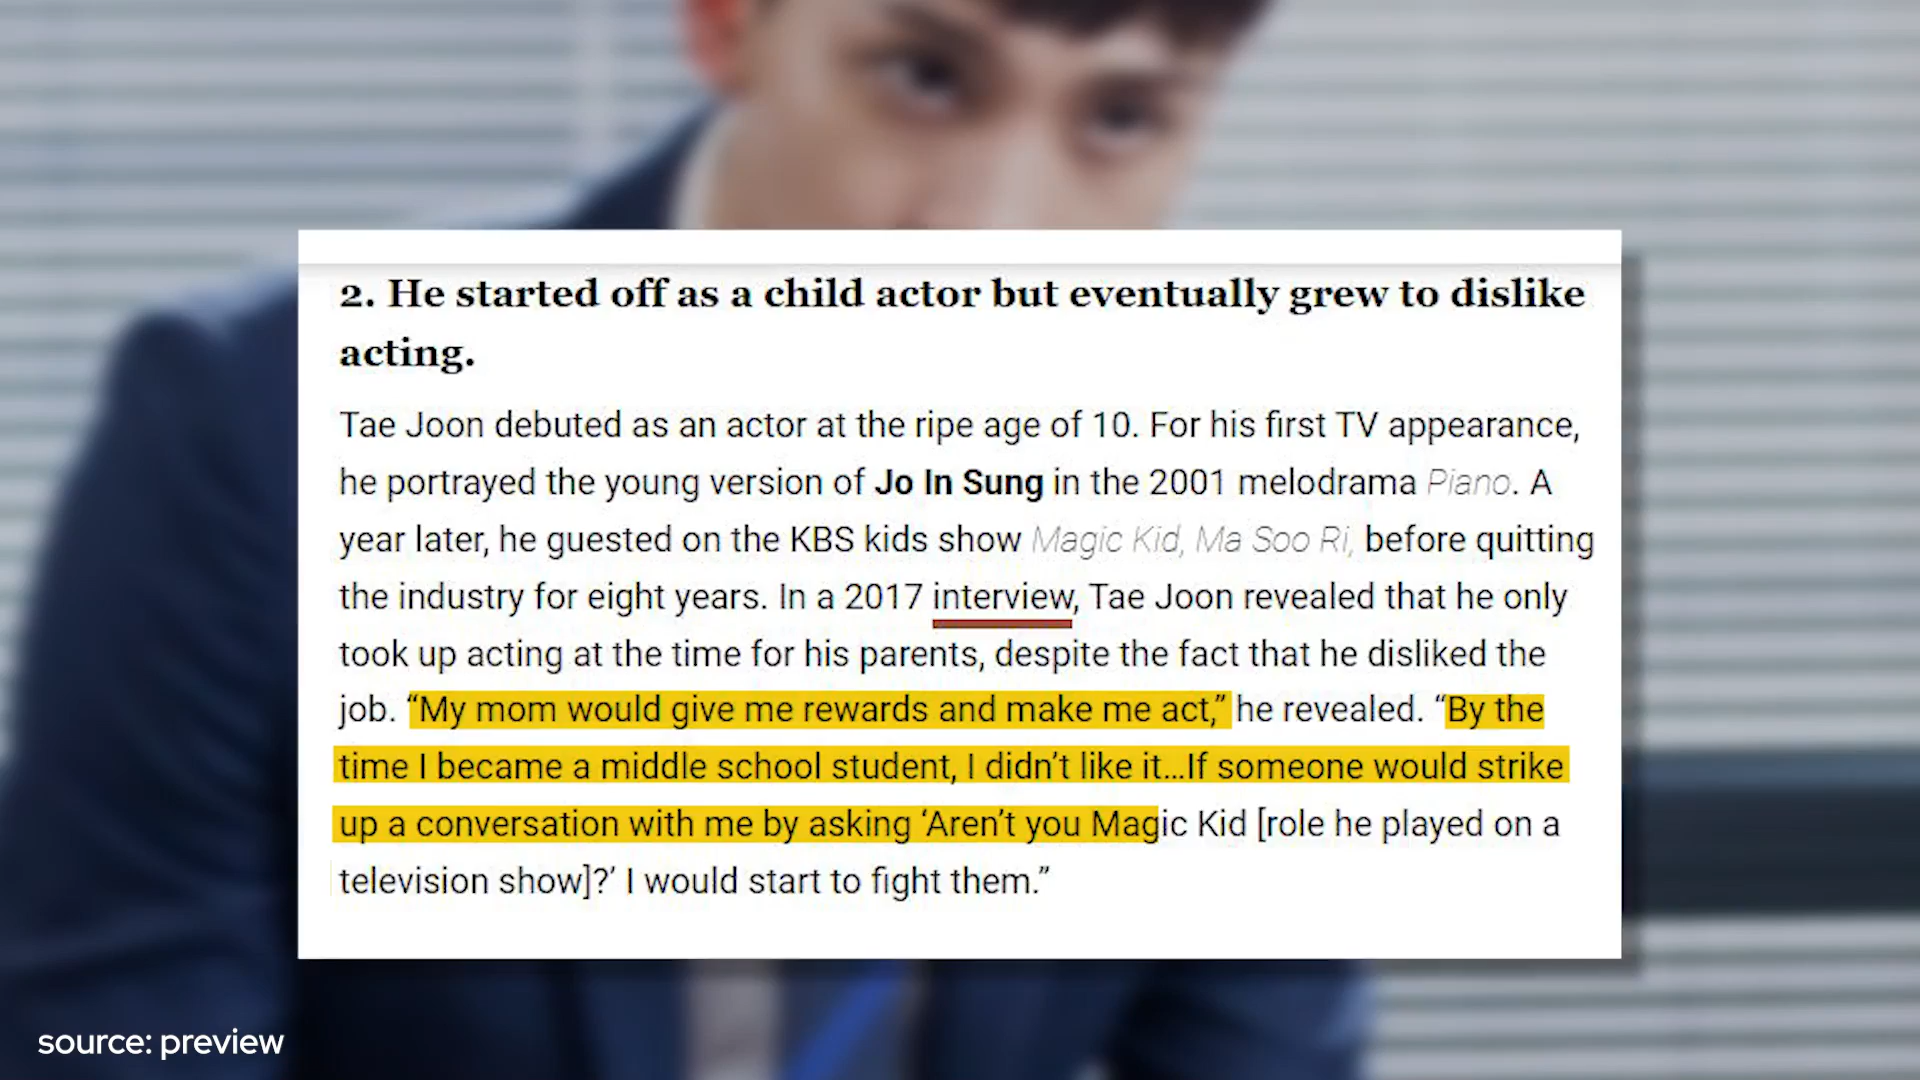 2. He started off as a child actor but eventually grew to dislike
acting.
Tae Joon debuted as an actor at the ripe age of 10. For his first TV appearance,
he portrayed the young version of Jo In Sung in the 2001 melodrama Piano. A
year later, he guested on the KBS kids show Magic Kid, Ma Soo Ri, before quitting
the industry for eight years. In a 2017 interview, Tae Joon revealed that he only
took up acting at the time for his parents, despite the fact that he disliked the
job. “My mom would give me rewards and make me act,” he revealed. “By the
time I became a middle school student, I didn’t like it…If someone would strike
up a conversation with me by asking ‘Aren’t you Magic Kid [role he played on a
television show]?’ I would start to fight them.”
source: preview